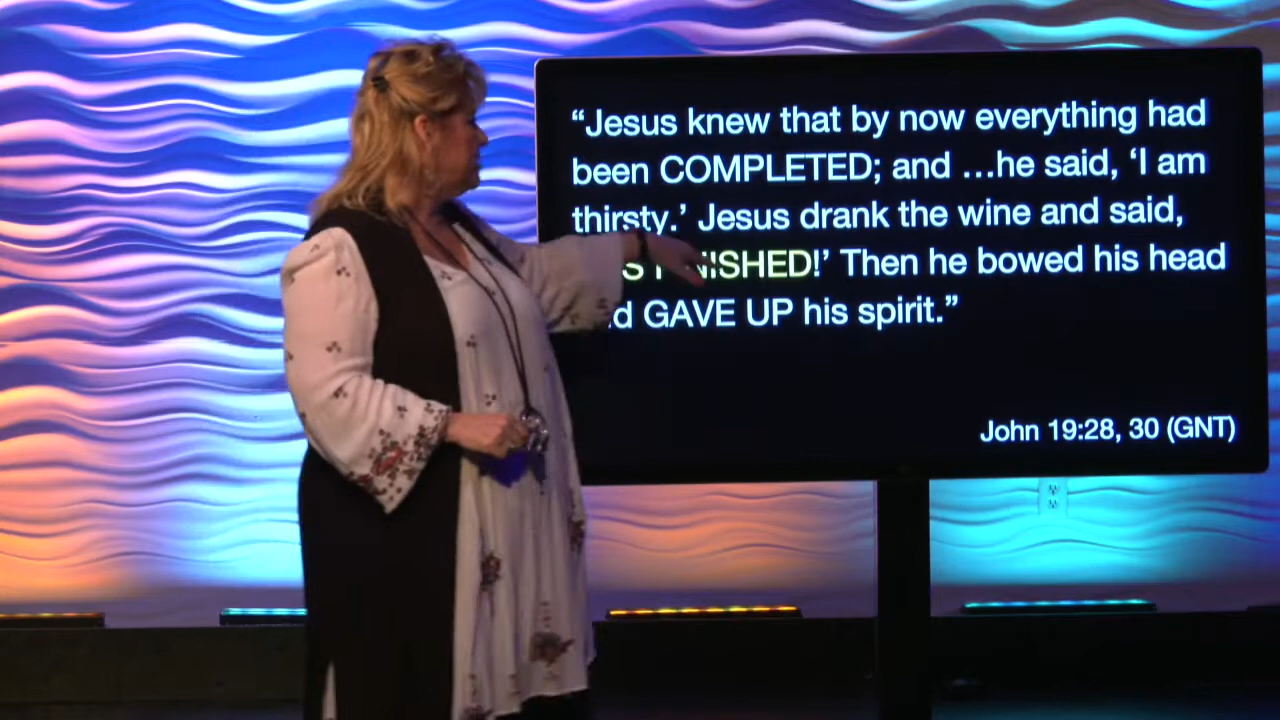 “Jesus knew that by now everything had
been COMPLETED; and …he said, ‘I am
thirsty.’ Jesus drank the wine and said,
NISHED!’ Then he bowed his head
GAVE UP his spirit.”
John 19:28, 30 (GNT)